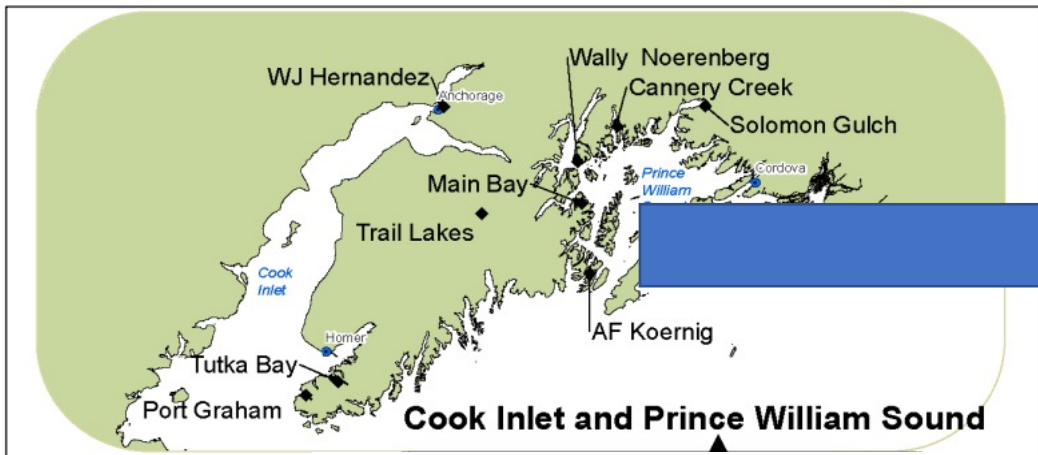 Wally Noerenberg
WJ Hernandez
Cannery Creek
Anchorage
Solomon Gulch
Prince
William
Cordova
Main Bay
Trail Lakes
Cook
Inlet
AF Koernig
Homer
Tutka Bay
Port Graham
Cook Inlet and Prince William Sound